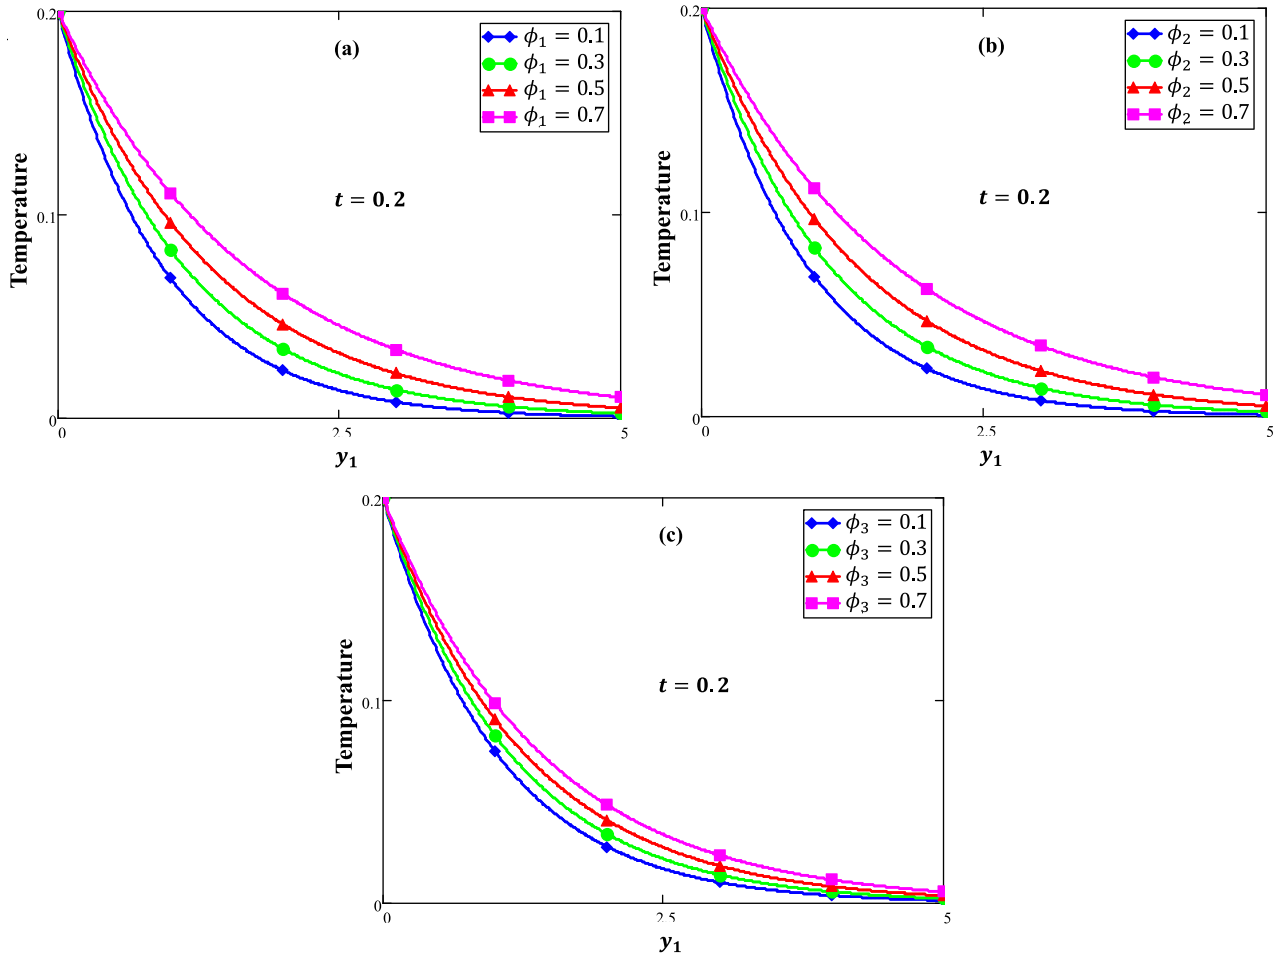 0.2
(a)
ϕ₁ = 0.1
ϕ₁ = 0.3
ϕ₁ = 0.5
ϕ₁ = 0.7
t = 0.2
Temperature
0.1
0
0
2.5
5
y₁
0.2
(b)
ϕ₂ = 0.1
ϕ₂ = 0.3
ϕ₂ = 0.5
ϕ₂ = 0.7
t = 0.2
Temperature
0.1
0
0
2.5
5
y₁
0.2
(c)
ϕ₃ = 0.1
ϕ₃ = 0.3
ϕ₃ = 0.5
ϕ₃ = 0.7
t = 0.2
Temperature
0.1
0
0
2.5
5
y₁